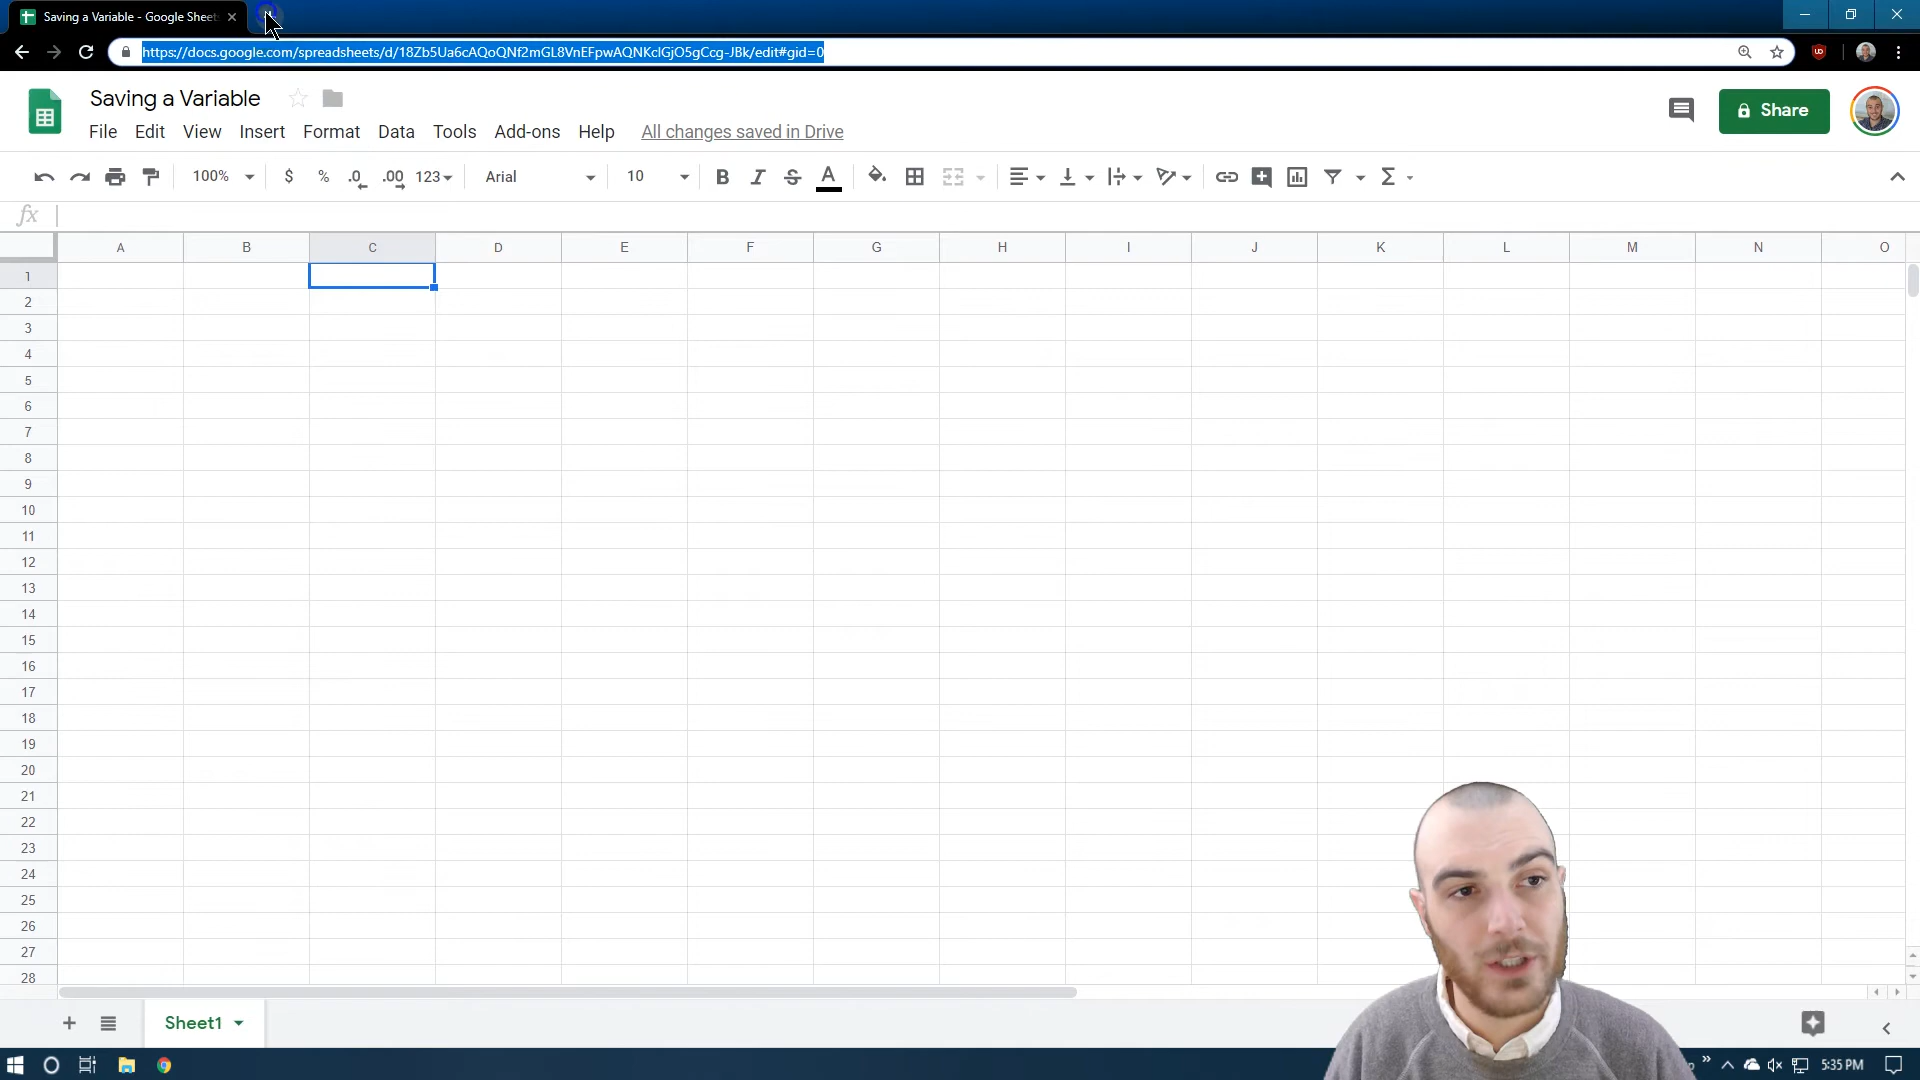 Saving a Variable - Google Sheet
https://docs.google.com/spreadsheets/d/18Zb5Ua6cAQoQNf2mGL8VnEFpwAQNKclGjO5gCcg-JBk/edit#gid=0
Saving a Variable
Share
File Edit View Insert Format Data Tools Add-ons Help All changes saved in Drive
100% $ % .0 .00 123 Arial 10 B I S A Σ
fx
A B C D E F G H I J K L M N O
1
2
3
4
5
6
7
8
9
10
11
12
13
14
15
16
17
18
19
20
21
22
23
24
25
26
27
28
Sheet1
5:35 PM